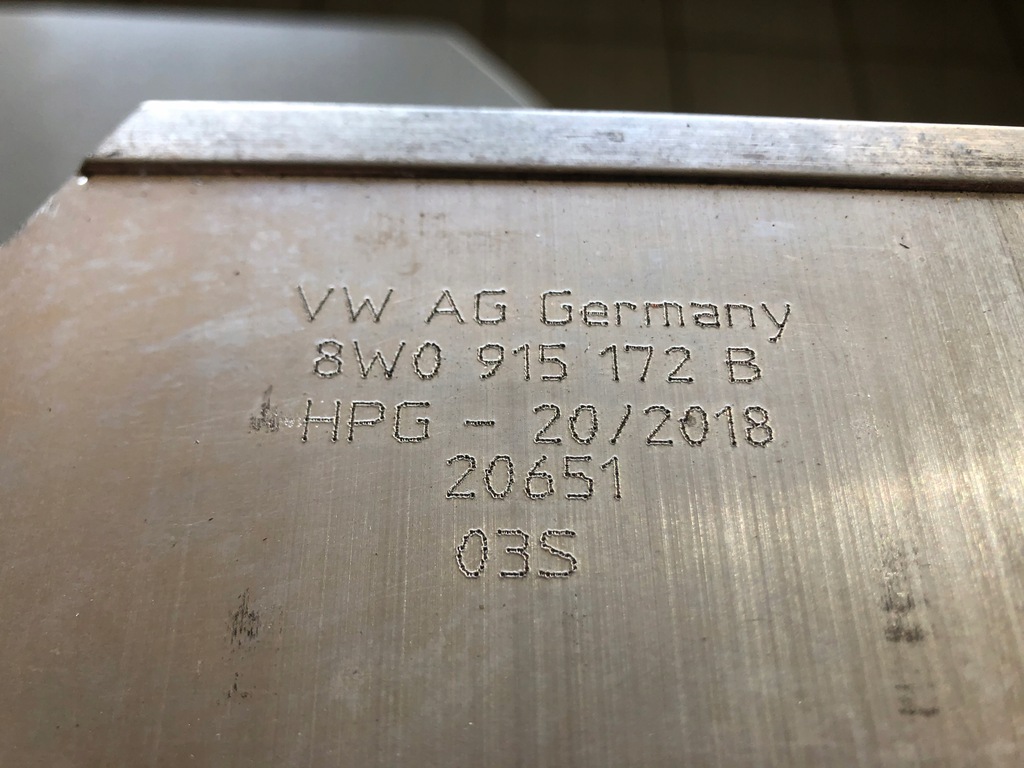 VW AG Germany
8W0 915 172 B
HPG - 20/2018
20651
03S